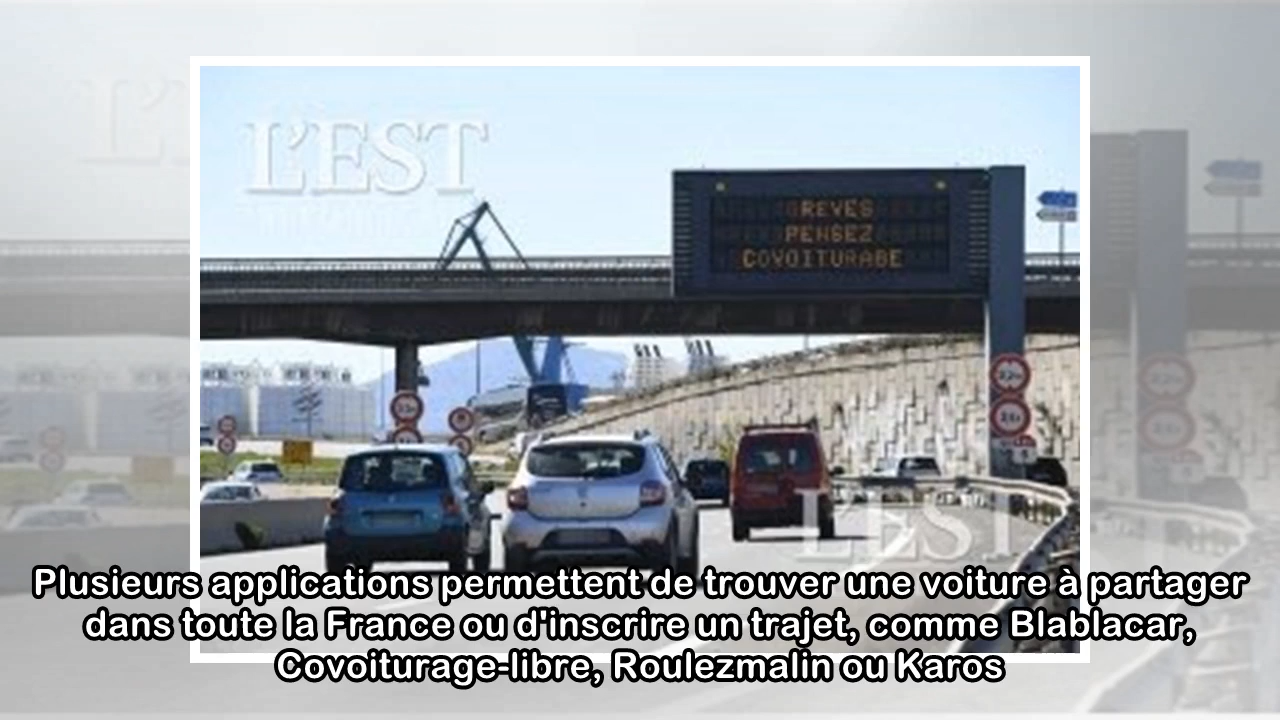 L'EST
GREVES
PENSEZ
COVOITURAGE
L'EST
Plusieurs applications permettent de trouver une voiture à partager
dans toute la France ou d'inscrire un trajet, comme Blablacar,
Covoiturage-libre, Roulezmalin ou Karos